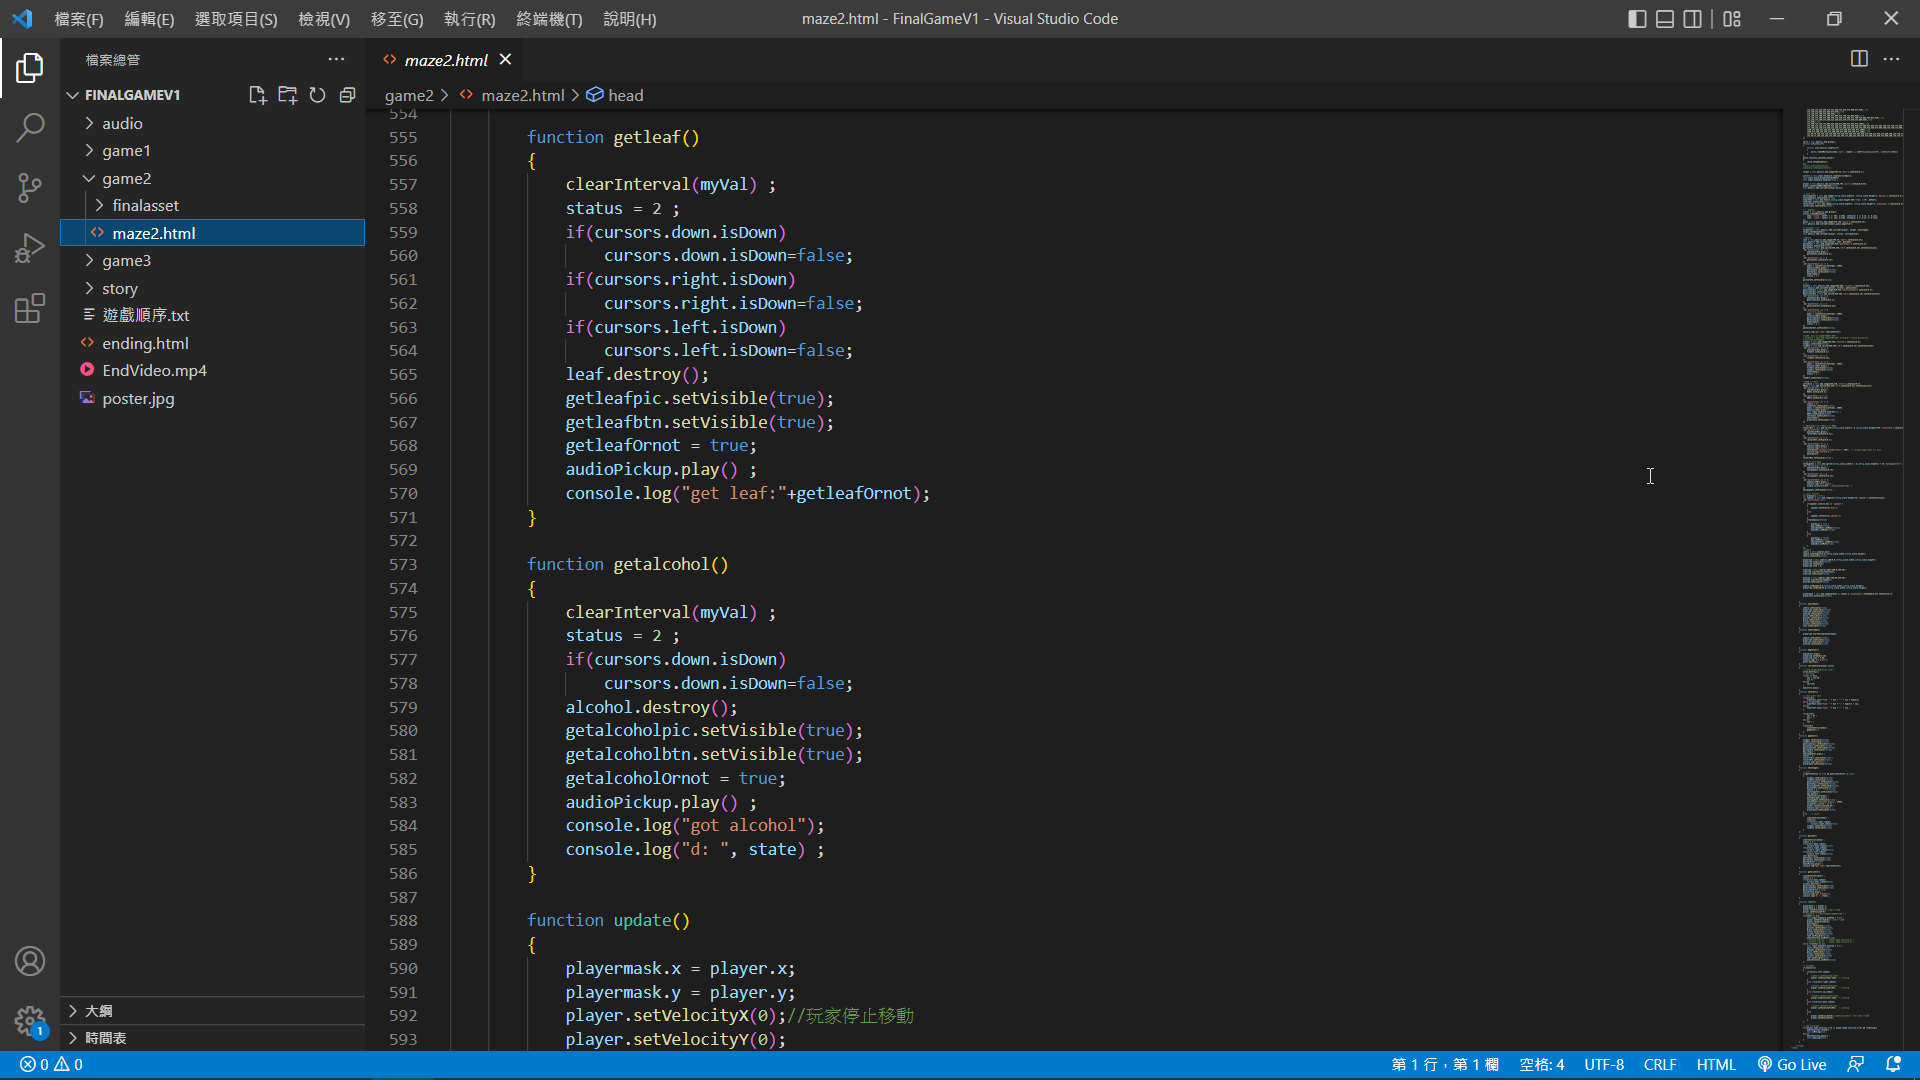 檔案(F) 編輯(E) 選取項目(S) 檢視(V) 移至(G) 執行(R) 終端機(T) 說明(H) maze2.html - FinalGameV1 - Visual Studio Code
檔案總管
FINALGAMEV1
audio
game1
game2
finalasset
maze2.html
game3
story
遊戲順序.txt
ending.html
EndVideo.mp4
poster.jpg
大綱
時間表
1
maze2.html
game2 > maze2.html > head
554
555 function getleaf()
556 {
557 clearInterval(myVal) ;
558 status = 2 ;
559 if(cursors.down.isDown)
560 cursors.down.isDown=false;
561 if(cursors.right.isDown)
562 cursors.right.isDown=false;
563 if(cursors.left.isDown)
564 cursors.left.isDown=false;
565 leaf.destroy();
566 getleafpic.setVisible(true);
567 getleafbtn.setVisible(true);
568 getleafOrnot = true;
569 audioPickup.play() ;
570 console.log("get leaf:"+getleafOrnot);
571 }
572
573 function getalcohol()
574 {
575 clearInterval(myVal) ;
576 status = 2 ;
577 if(cursors.down.isDown)
578 cursors.down.isDown=false;
579 alcohol.destroy();
580 getalcoholpic.setVisible(true);
581 getalcoholbtn.setVisible(true);
582 getalcoholOrnot = true;
583 audioPickup.play() ;
584 console.log("got alcohol");
585 console.log("d: ", state) ;
586 }
587
588 function update()
589 {
590 playermask.x = player.x;
591 playermask.y = player.y;
592 player.setVelocityX(0);//玩家停止移動
593 player.setVelocityY(0);
0 0 第 1 行，第 1 欄 空格: 4 UTF-8 CRLF HTML Go Live